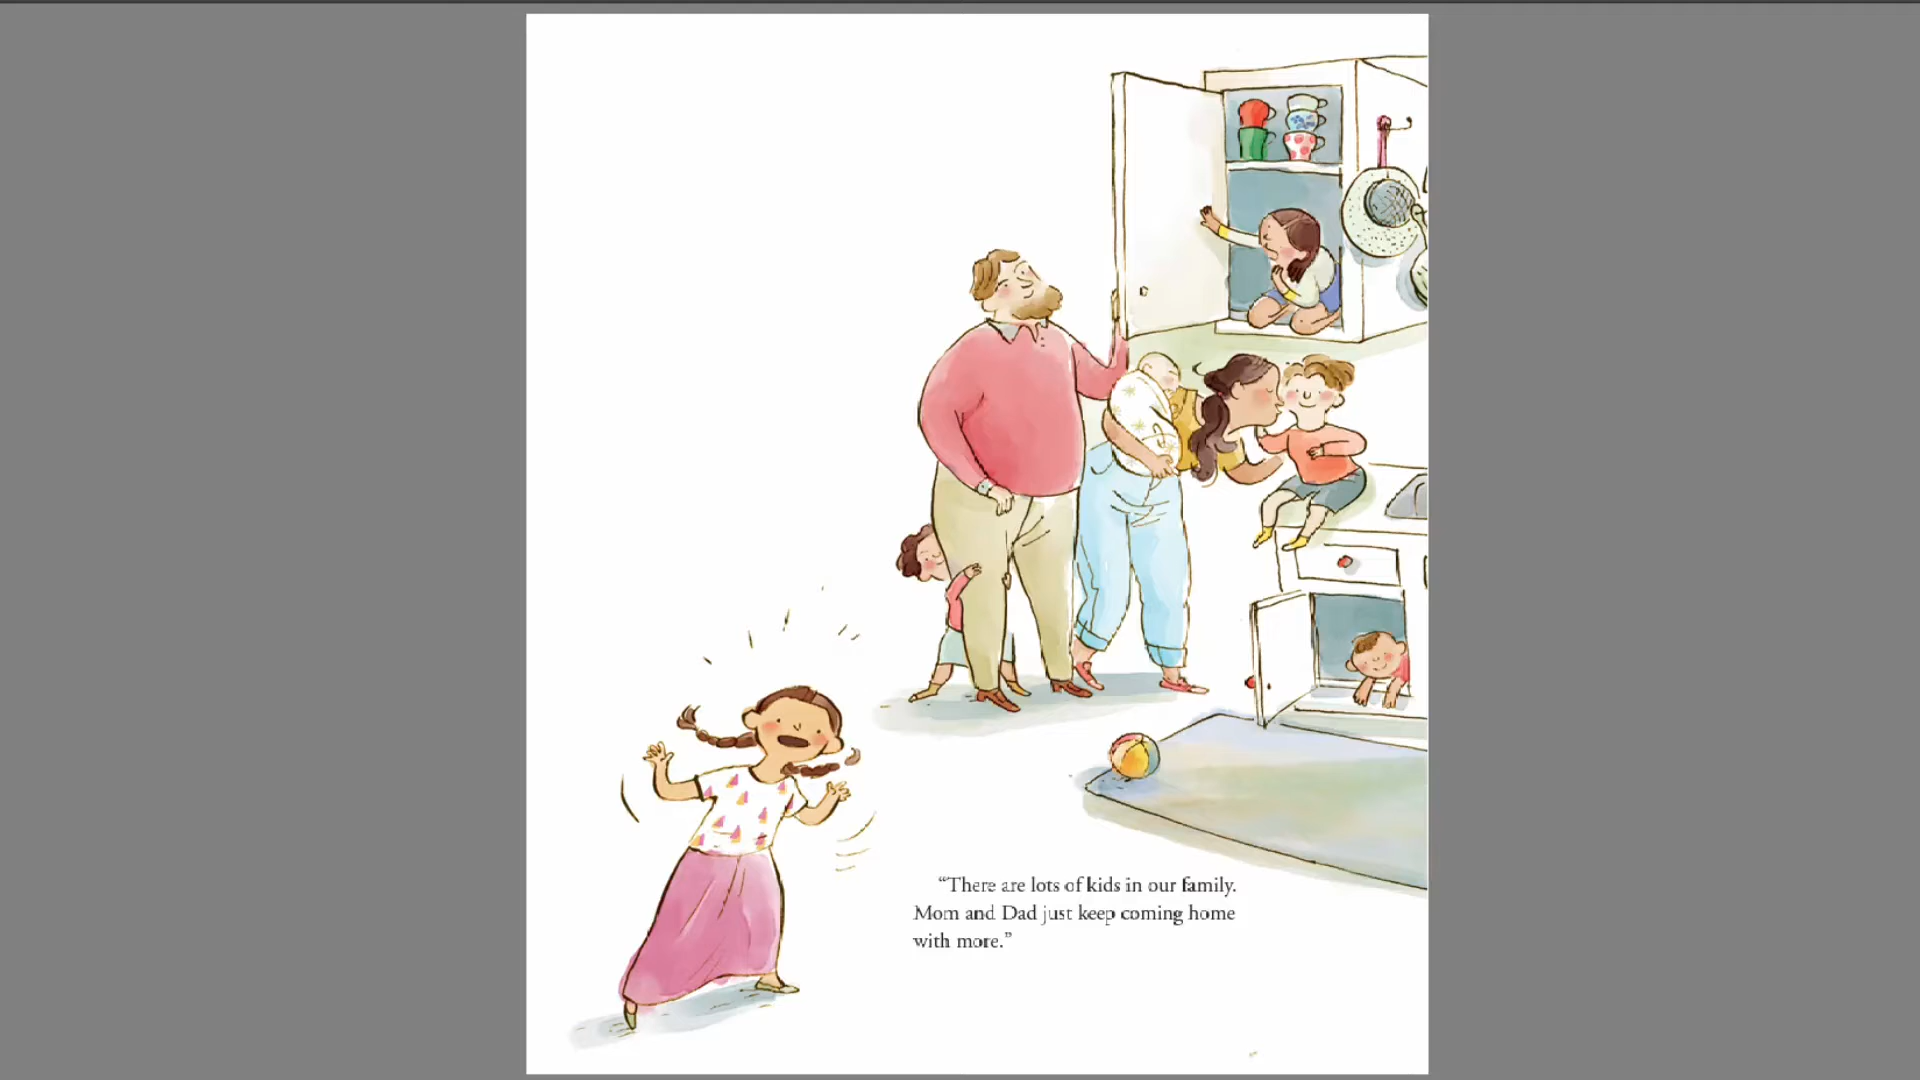 “There are lots of kids in our family.
Mom and Dad just keep coming home
with more.”